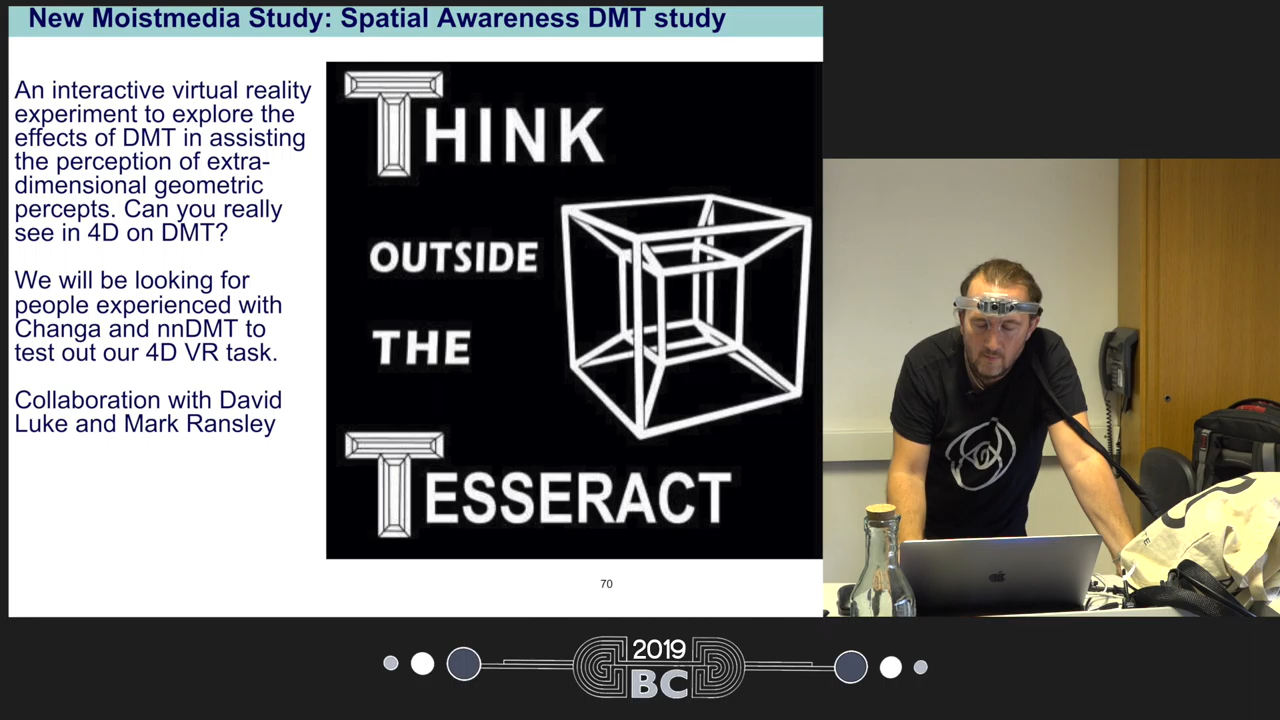 New Moistmedia Study: Spatial Awareness DMT study
An interactive virtual reality
experiment to explore the
effects of DMT in assisting
the perception of extra-
dimensional geometric
percepts. Can you really
see in 4D on DMT?
We will be looking for
people experienced with
Changa and nnDMT to
test out our 4D VR task.
Collaboration with David
Luke and Mark Ransley
THINK
OUTSIDE
THE
TESSERACT
70
2019
BC